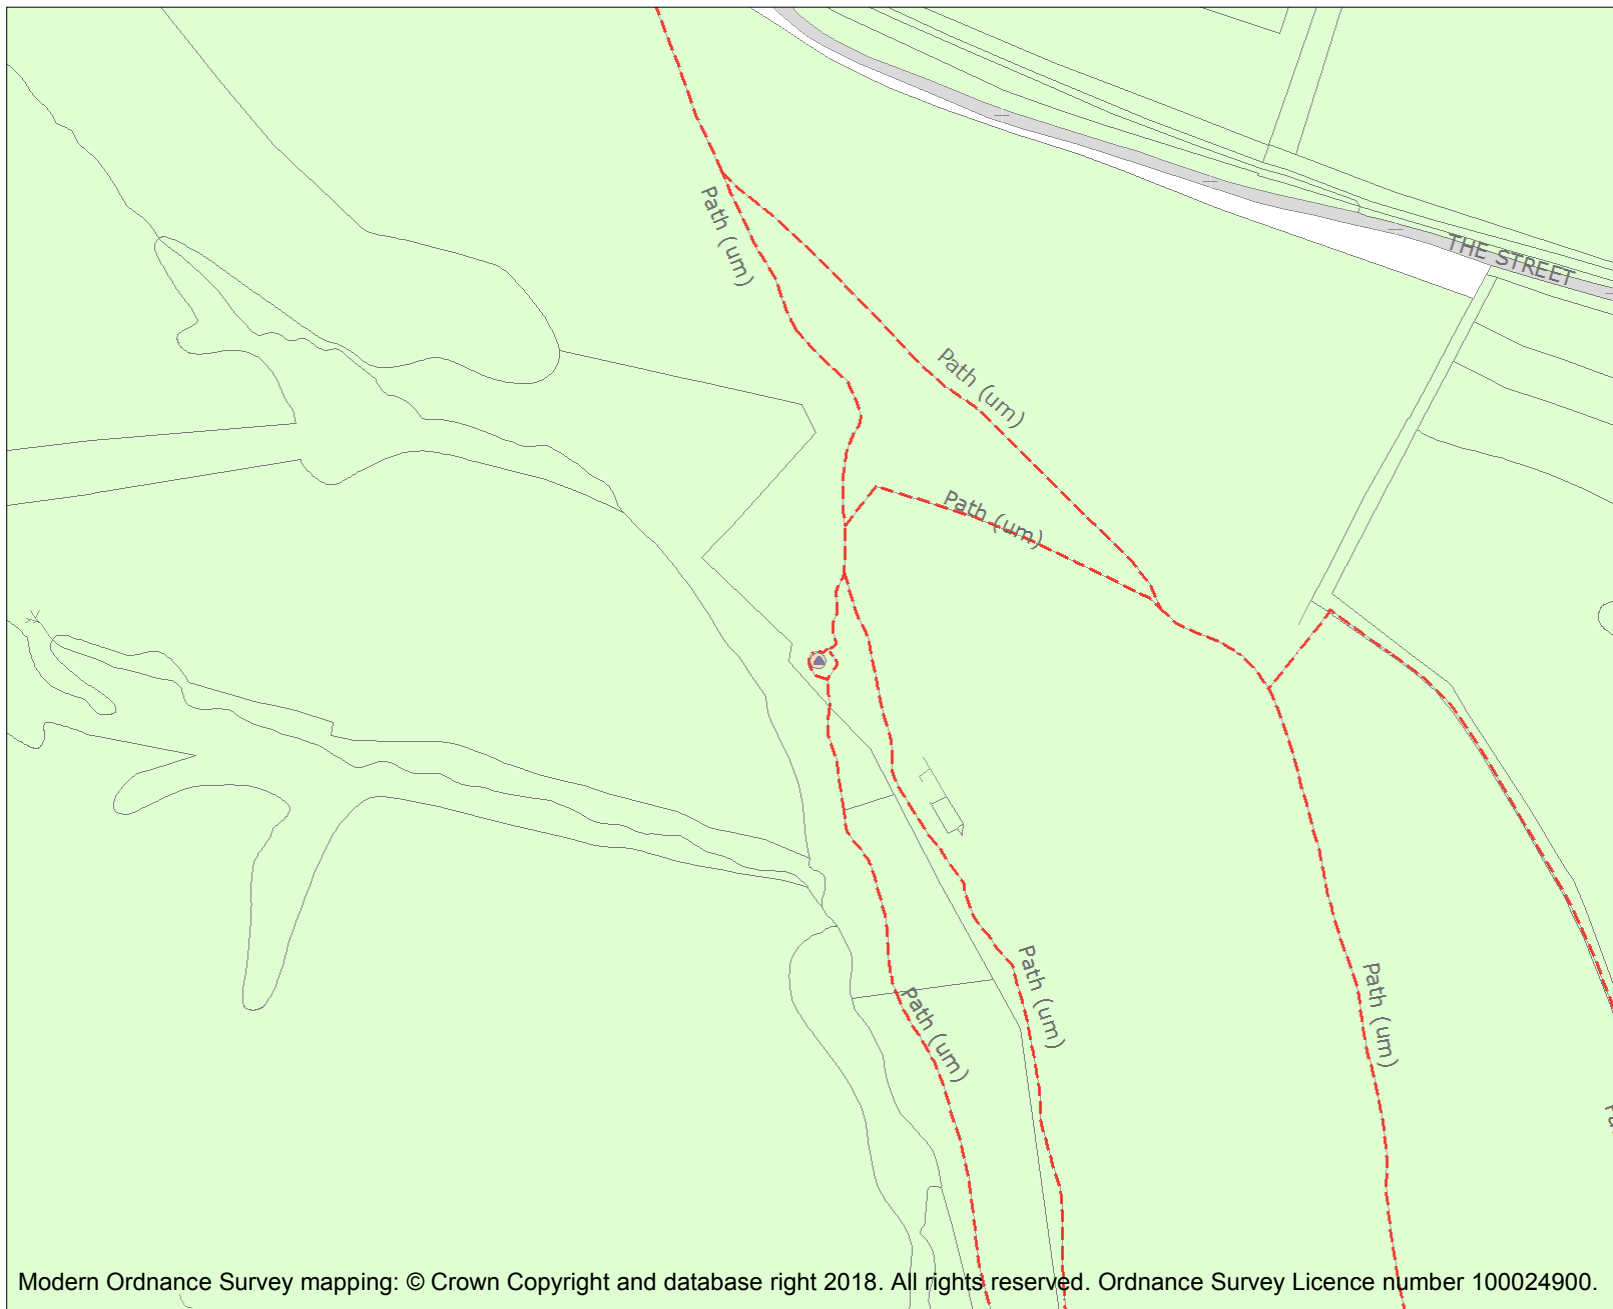 Path (um)
THE STREET
Path (um)
Path (um)
Path (um)
Path (um)
Path (um)
Modern Ordnance Survey mapping: © Crown Copyright and database right 2018. All rights reserved. Ordnance Survey Licence number 100024900.